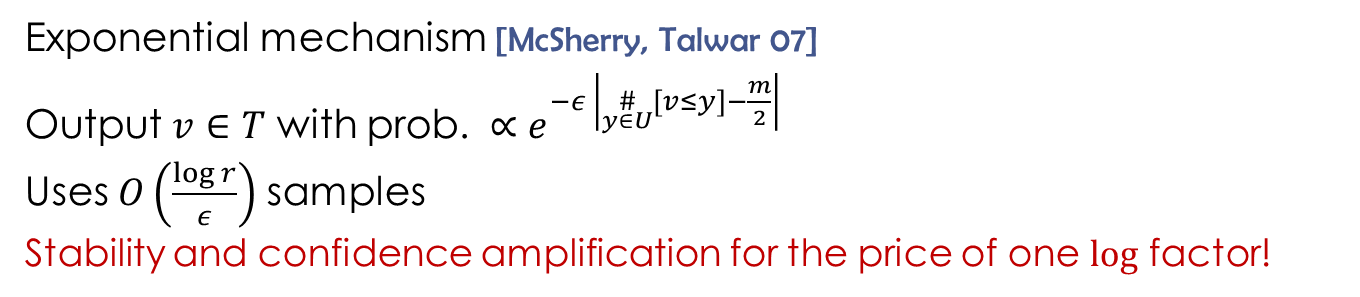 Exponential mechanism [McSherry, Talwar 07]
Output 𝑣 ∈ 𝑇 with prob. ∝ 𝑒^{−𝜖 |#_{𝑦∈𝑈}[𝑣≤𝑦]−𝑚/2|}
Uses 𝑂(log 𝑟/𝜖) samples
Stability and confidence amplification for the price of one log factor!